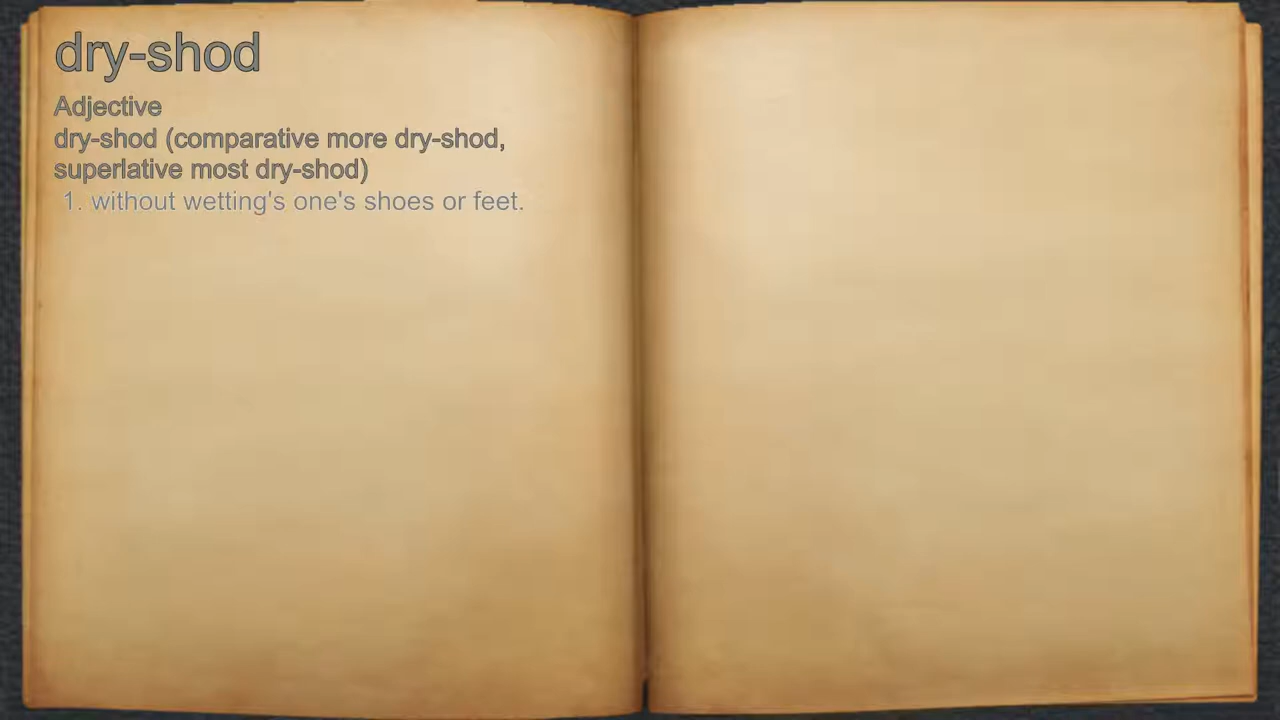 dry-shod
Adjective
dry-shod (comparative more dry-shod,
superlative most dry-shod)
1. without wetting's one's shoes or feet.